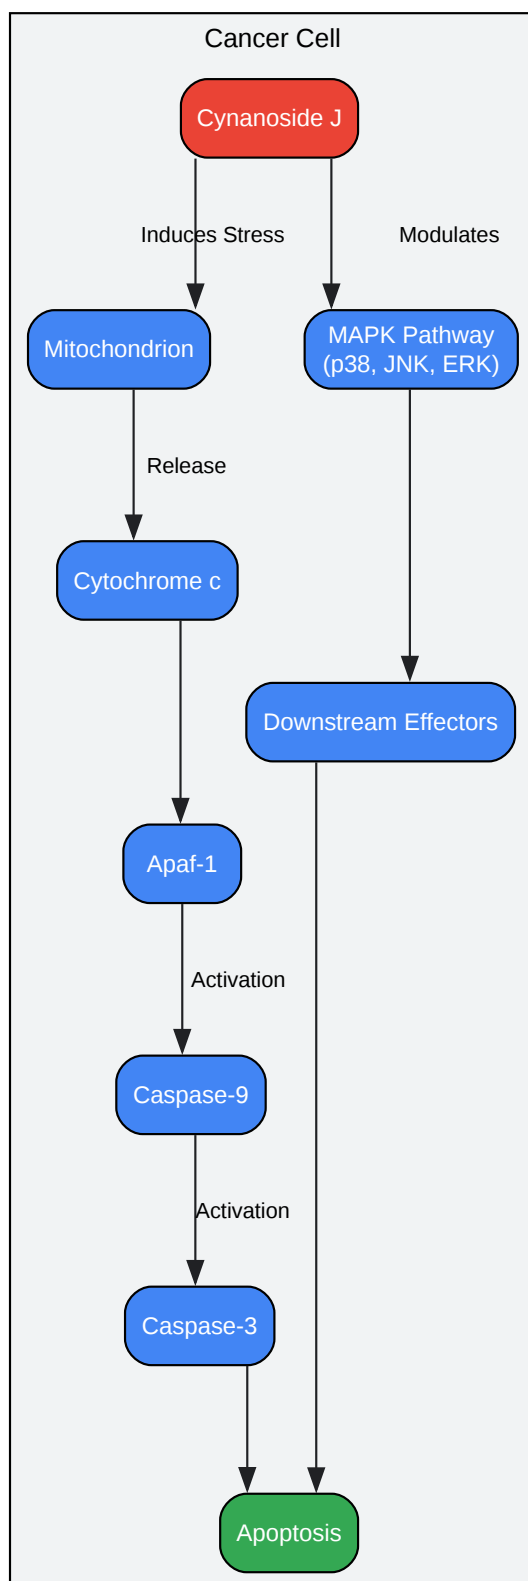 Cancer Cell
Cynanoside J
Induces Stress
Modulates
Mitochondrion
MAPK Pathway
(p38, JNK, ERK)
Release
Cytochrome c
Downstream Effectors
Apaf-1
Activation
Caspase-9
Activation
Caspase-3
Apoptosis